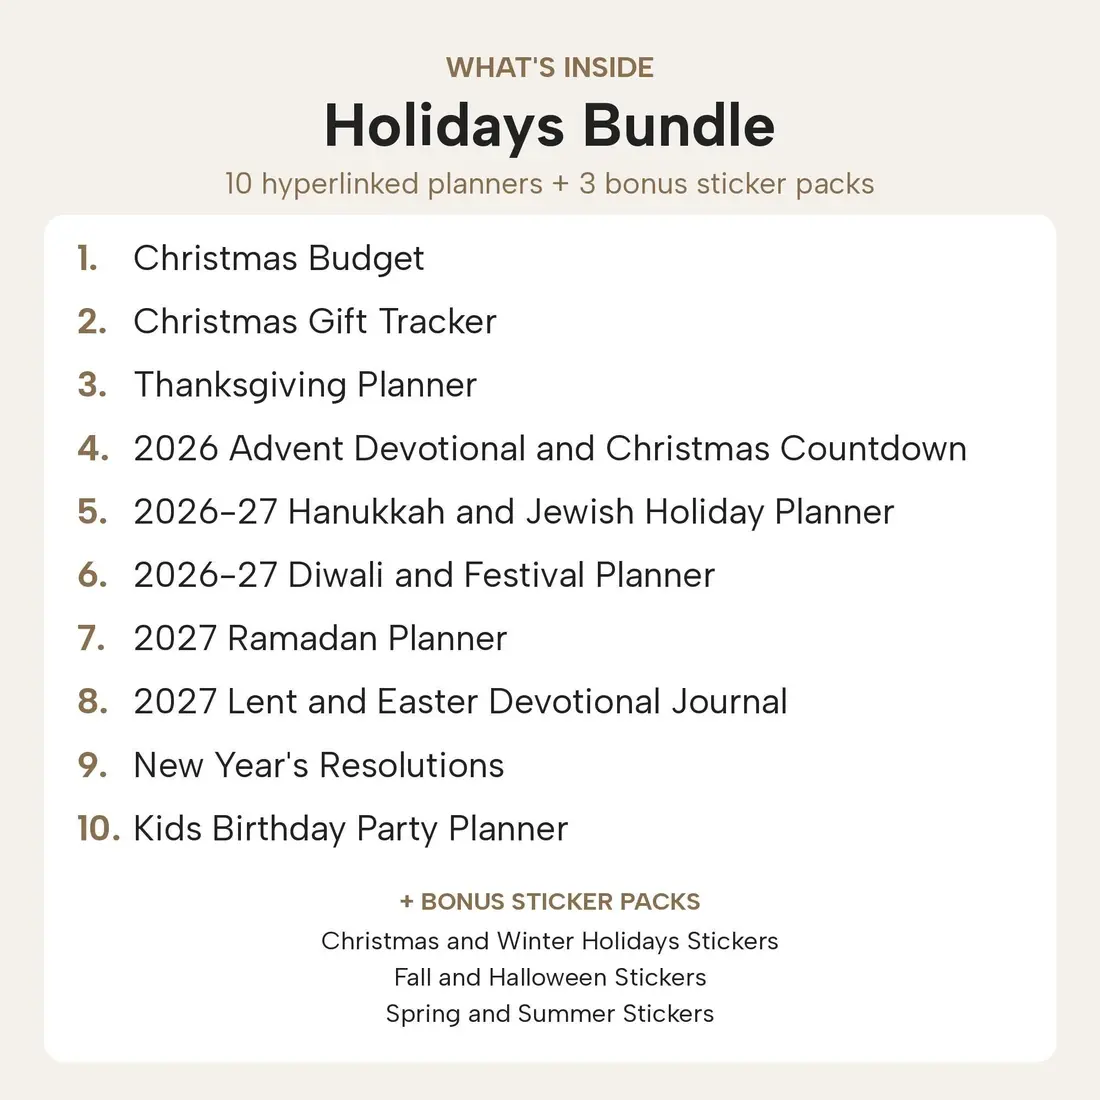 WHAT'S INSIDE
Holidays Bundle
10 hyperlinked planners + 3 bonus sticker packs
1. Christmas Budget
2. Christmas Gift Tracker
3. Thanksgiving Planner
4. 2026 Advent Devotional and Christmas Countdown
5. 2026-27 Hanukkah and Jewish Holiday Planner
6. 2026-27 Diwali and Festival Planner
7. 2027 Ramadan Planner
8. 2027 Lent and Easter Devotional Journal
9. New Year's Resolutions
10. Kids Birthday Party Planner
+ BONUS STICKER PACKS
Christmas and Winter Holidays Stickers
Fall and Halloween Stickers
Spring and Summer Stickers